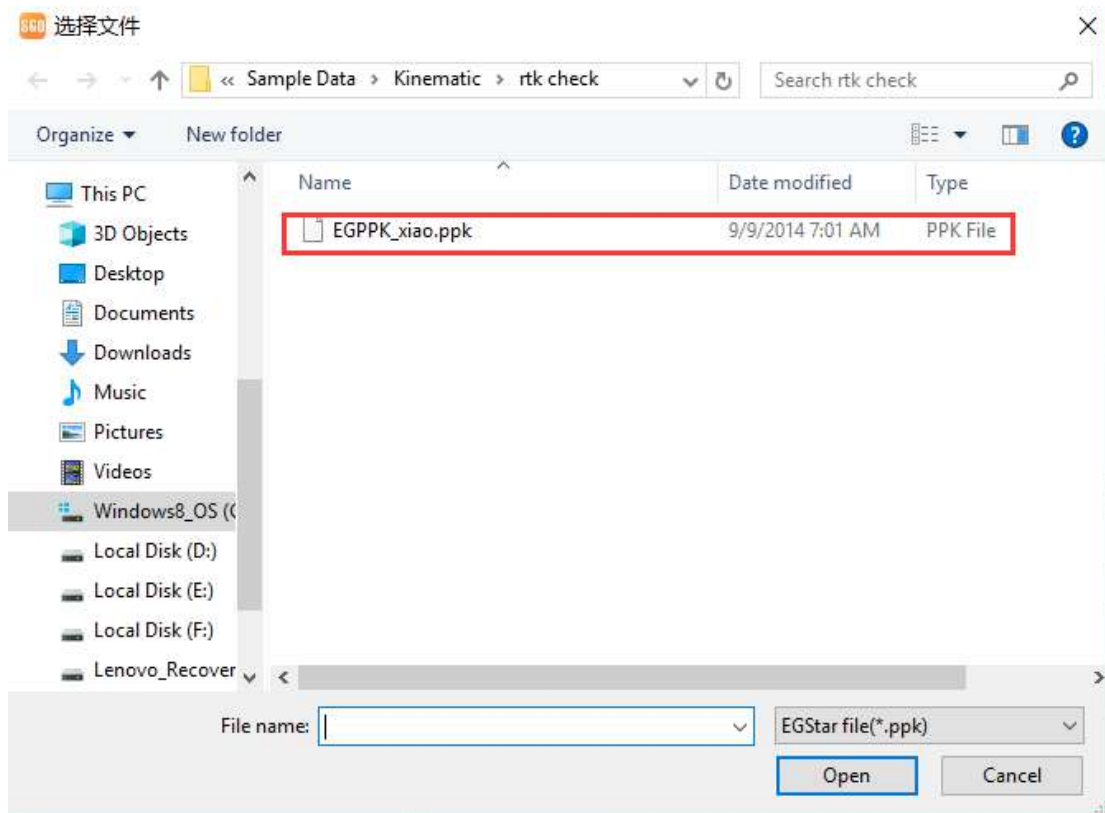 SGO 选择文件
« Sample Data > Kinematic > rtk check Search rtk check
Organize New folder
Name Date modified Type
EGPPK_xiao.ppk 9/9/2014 7:01 AM PPK File
This PC
3D Objects
Desktop
Documents
Downloads
Music
Pictures
Videos
Windows8_OS (C
Local Disk (D:)
Local Disk (E:)
Local Disk (F:)
Lenovo_Recover
File name: EGStar file(*.ppk)
Open Cancel